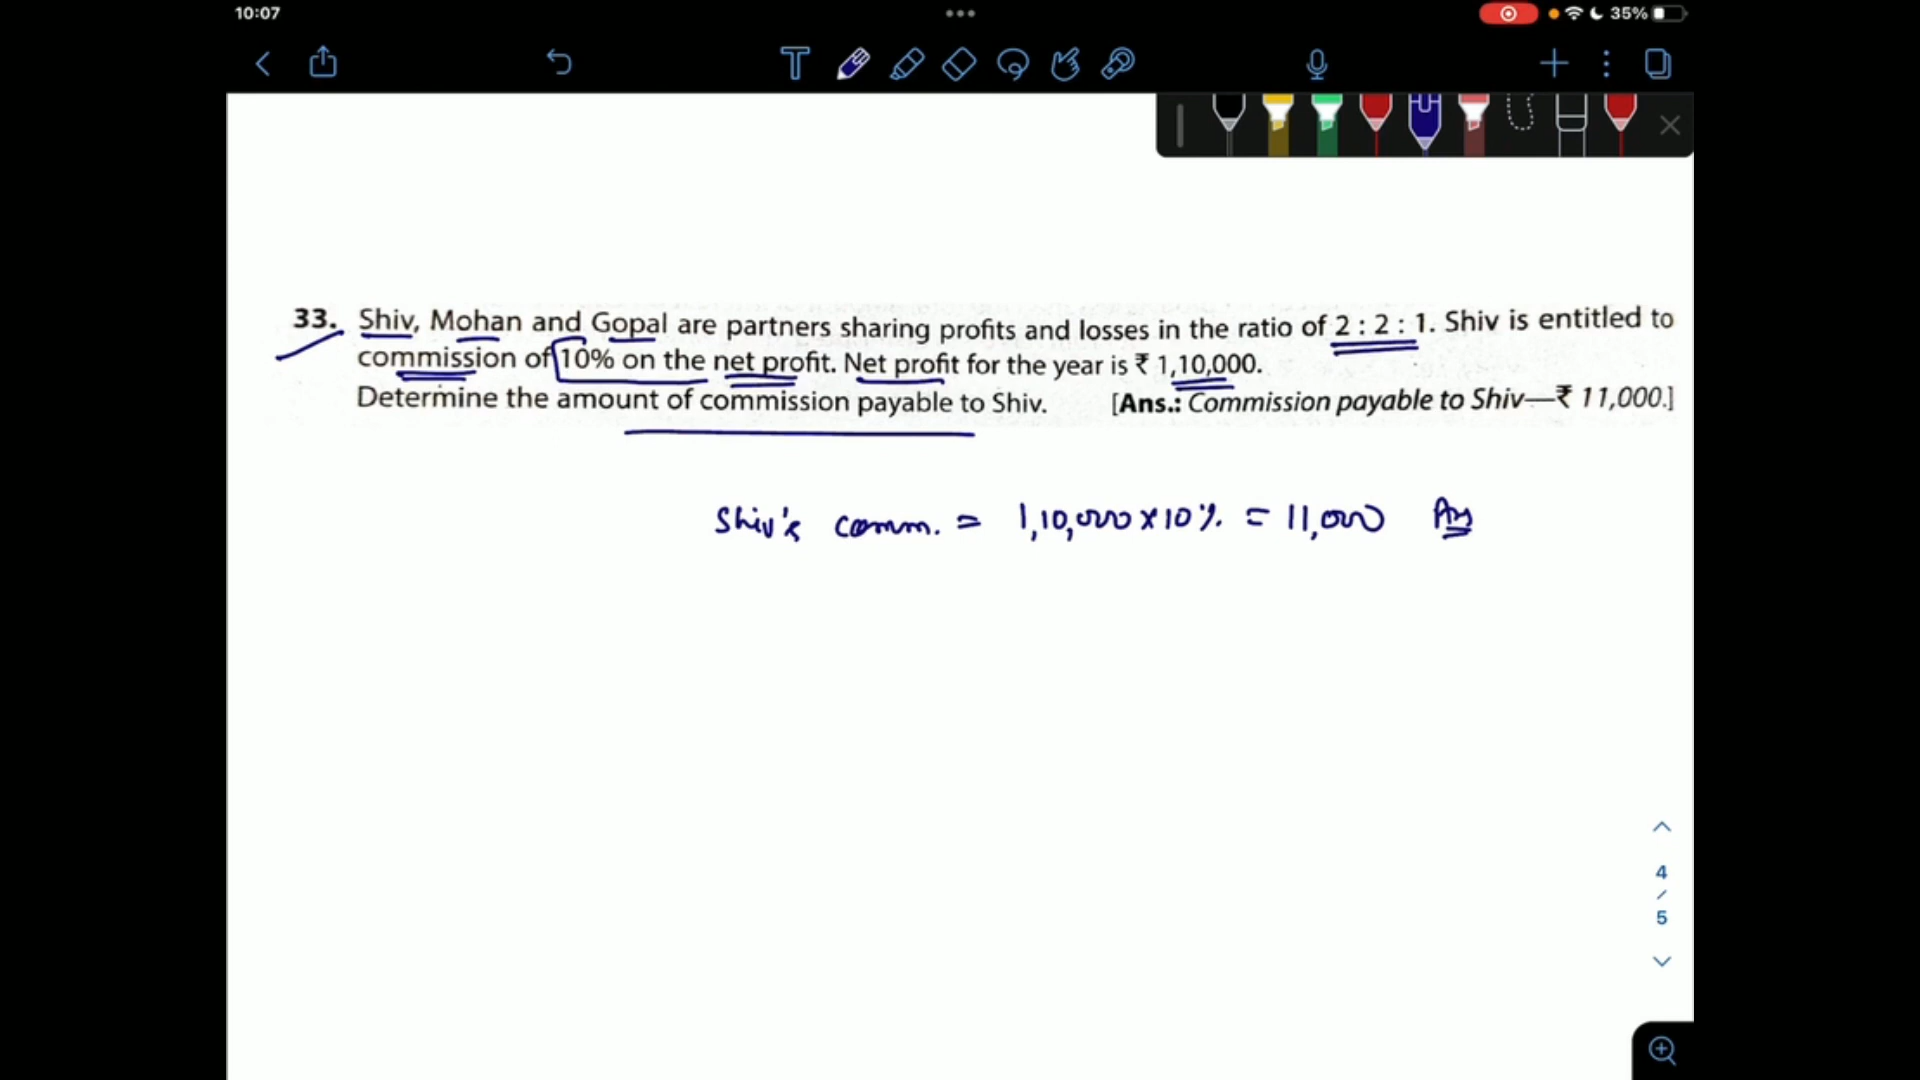 10:07
35%
33. Shiv, Mohan and Gopal are partners sharing profits and losses in the ratio of 2 : 2 : 1. Shiv is entitled to
commission of 10% on the net profit. Net profit for the year is ₹ 1,10,000.
Determine the amount of commission payable to Shiv. [Ans.: Commission payable to Shiv—₹ 11,000.]
Shiv's comm. = 1,10,000 x 10% = 11,000 Ans
4
/
5